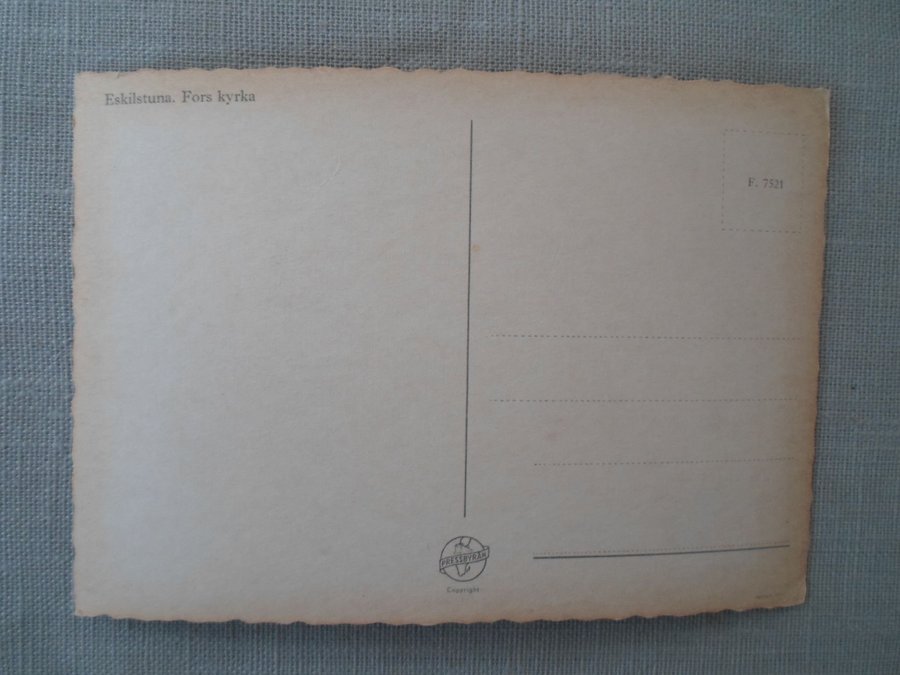 Eskilstuna. Fors kyrka
F. 7521
PRESSBYRÅN
Copyright